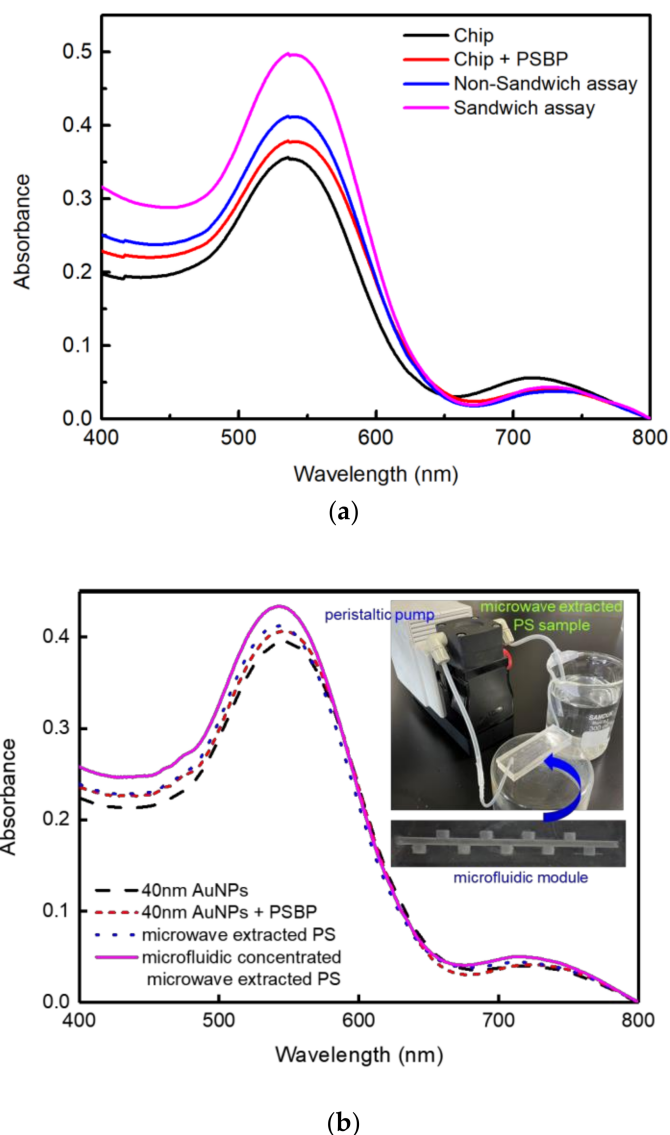 0.5
0.4
0.3
0.2
0.1
0.0
Absorbance
Chip
Chip + PSBP
Non-Sandwich assay
Sandwich assay
400 500 600 700 800
Wavelength (nm)
(a)
0.4
0.3
0.2
0.1
0.0
Absorbance
peristaltic pump
microwave extracted
PS sample
microfluidic module
40nm AuNPs
40nm AuNPs + PSBP
microwave extracted PS
microfluidic concentrated
microwave extracted PS
400 500 600 700 800
Wavelength (nm)
(b)